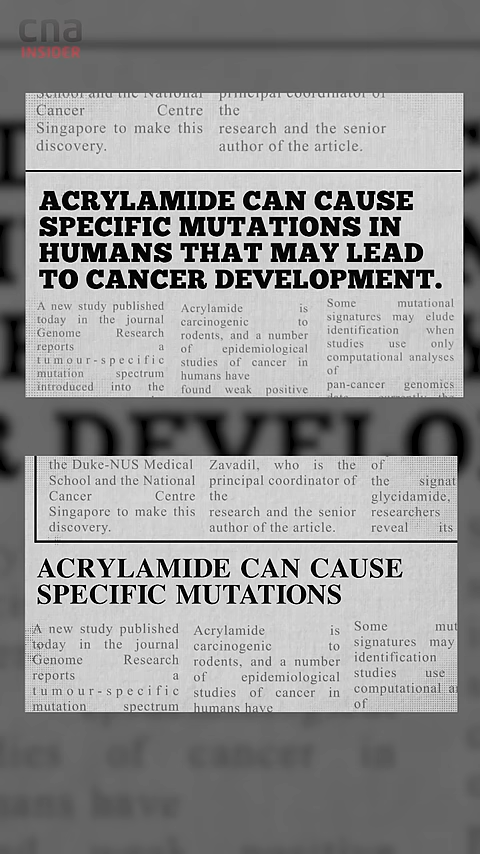 cna
INSIDER
School and the National
Cancer Centre
Singapore to make this
discovery.
principal coordinator of
the
research and the senior
author of the article.
ACRYLAMIDE CAN CAUSE
SPECIFIC MUTATIONS IN
HUMANS THAT MAY LEAD
TO CANCER DEVELOPMENT.
A new study published
today in the journal
Genome Research
reports a
tumour-specific
mutation spectrum
introduced into the
Acrylamide is
carcinogenic to
rodents, and a number
of epidemiological
studies of cancer in
humans have
found weak positive
Some mutational
signatures may elude
identification when
studies use only
computational analyses
of
pan-cancer genomics
R DEVELO
the Duke-NUS Medical
School and the National
Cancer Centre
Singapore to make this
discovery.
Zavadil, who is the
principal coordinator of
the
research and the senior
author of the article.
of
the signat
glycidamide,
researchers
reveal its
ACRYLAMIDE CAN CAUSE
SPECIFIC MUTATIONS
A new study published
today in the journal
Genome Research
reports a
tumour-specific
mutation spectrum
Acrylamide is
carcinogenic to
rodents, and a number
of epidemiological
studies of cancer in
humans have
Some mut
signatures may
identification
studies use
computational a
of